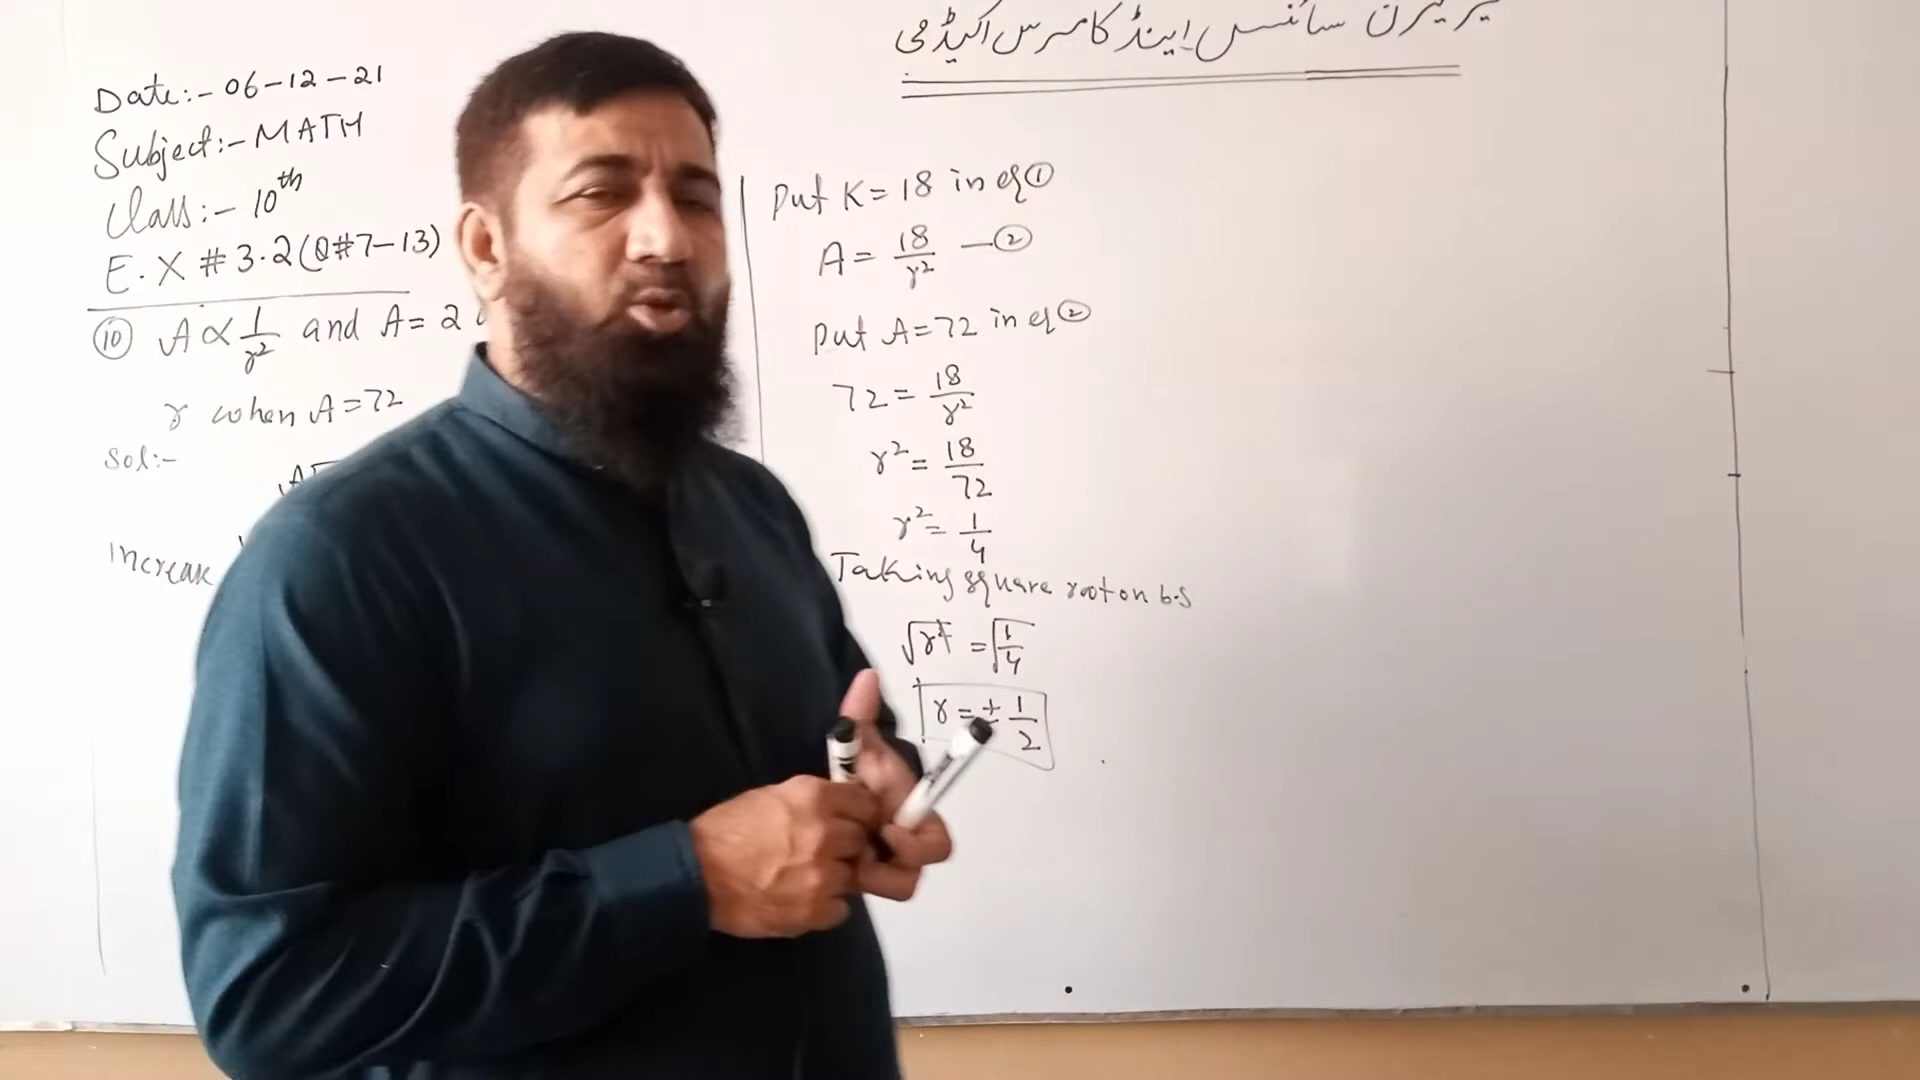 سائنس اینڈ کامرس اکیڈمی
Date:- 06-12-21
Subject:- MATH
Class:- 10th
E.X # 3.2 (Q#7-13)
⑩ A ∝ 1/r² and A = 2
r when A = 72
Sol:-
A
Increase
Put K = 18 in eq ①
A = 18/r² — ②
Put A = 72 in eq ②
72 = 18/r²
r² = 18/72
r² = 1/4
Taking square root on b.s
√r² = √1/4
r = ± 1/2